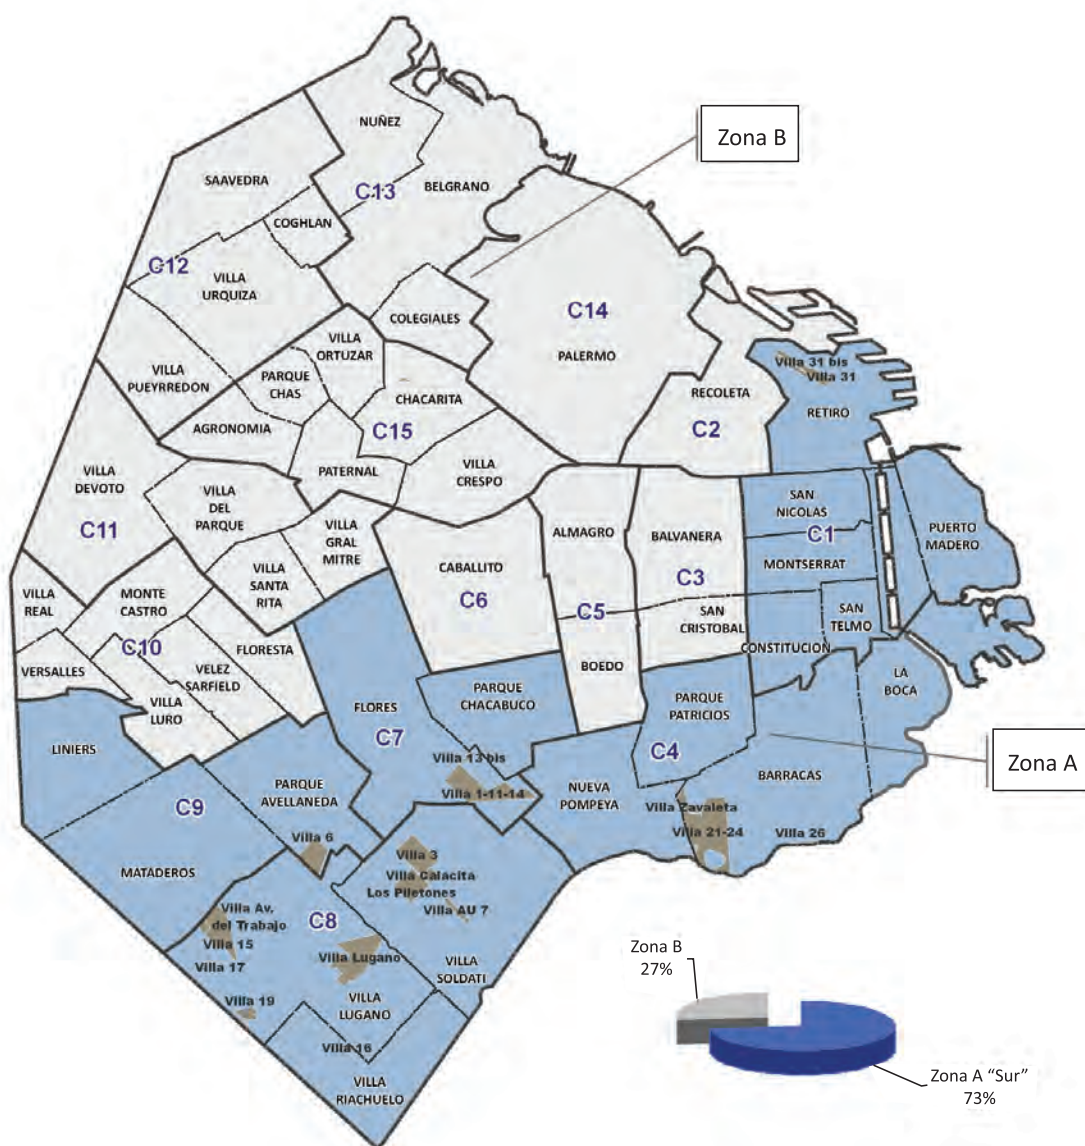 NUÑEZ
Zona B
SAAVEDRA
C13
BELGRANO
COGHLAN
C12
VILLA
URQUIZA
C14
COLEGIALES
VILLA
ORTUZAR
PALERMO
Villa 31 bis
Villa 31
VILLA
PUEYRREDON
PARQUE
CHAS
CHACARITA
RECOLETA
RETIRO
AGRONOMIA
C15
C2
VILLA
DEVOTO
PATERNAL
VILLA
CRESPO
VILLA
DEL
PARQUE
SAN
NICOLAS
C11
VILLA
GRAL
MITRE
ALMAGRO
BALVANERA
C1
PUERTO
MADERO
VILLA
REAL
MONTE
CASTRO
VILLA
SANTA
RITA
CABALLITO
MONTSERRAT
C6
C5
C3
SAN
CRISTOBAL
SAN
TELMO
C10
VERSALLES
VELEZ
SARFIELD
FLORESTA
CONSTITUCION
BOEDO
LA
BOCA
VILLA
LURO
PARQUE
CHACABUCO
PARQUE
PATRICIOS
FLORES
LINIERS
C7
C4
Zona A
Villa 13 bis
PARQUE
AVELLANEDA
Villa 1-11-14
NUEVA
POMPEYA
BARRACAS
C9
Villa Zavaleta
Villa 21-24
Villa 26
Villa 6
MATADEROS
Villa 3
Villa Calacita
Los Piletones
Villa AU 7
Villa Av.
del Trabajo
C8
Villa 15
Villa 17
Villa Lugano
VILLA
SOLDATI
Villa 19
VILLA
LUGANO
Villa 16
VILLA
RIACHUELO
Zona B
27%
Zona A “Sur”
73%